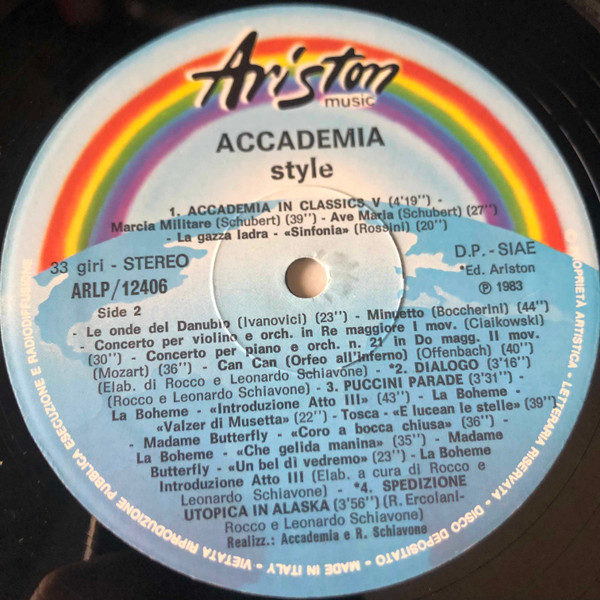 Ariston
music
ACCADEMIA
style
1. ACCADEMIA IN CLASSICS V (4'19'') -
Marcia Militare (Schubert) (39'') - Ave Maria (Schubert) (27'')
- La gazza ladra - «Sinfonia» (Rossini) (20'')
33 giri - STEREO
ARLP/12406
Side 2
D.P. - SIAE
*Ed. Ariston
℗ 1983
- Le onde del Danubio (Ivanovici) (23'') - Minuetto (Boccherini) (44'')
- Concerto per violino e orch. in Re maggiore I mov. (Ciaikowski)
(30'') - Concerto per piano e orch. n. 21 in Do magg. II mov.
(Mozart) (36'') - Can Can (Orfeo all'inferno) (Offenbach) (40'')
(Elab. di Rocco e Leonardo Schiavone) *2. DIALOGO (3'16'')
(Rocco e Leonardo Schiavone) - 3. PUCCINI PARADE (3'31'') -
La Boheme - «Introduzione Atto III» (43'') - La Boheme -
«Valzer di Musetta» (22'') - Tosca - «E lucean le stelle» (39'')
- Madame Butterfly - «Coro a bocca chiusa» (36'') -
La Boheme - «Che gelida manina» (35'') - Madame
Butterfly - «Un bel dì vedremo» (23'') - La Boheme
Introduzione Atto III (Elab. a cura di Rocco e
Leonardo Schiavone) - *4. SPEDIZIONE
UTOPICA IN ALASKA (3'56'') (R. Ercolani-
Rocco e Leonardo Schiavone)
Realizz.: Accademia e R. Schiavone
PROPRIETÀ ARTISTICA - LETTERARIA RISERVATA - DISCO DEPOSITATO - MADE IN ITALY - VIETATA RIPRODUZIONE PUBBLICA ESECUZIONE E RADIODIFFUSIONE